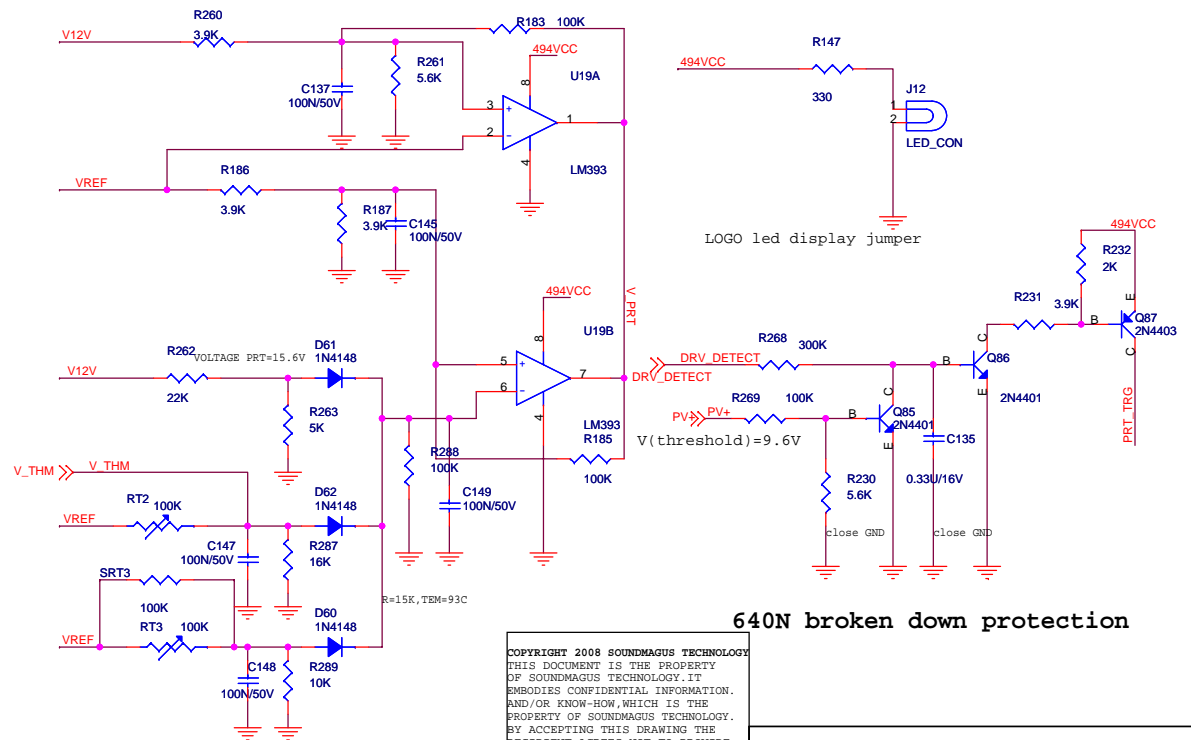 R260
V12V
3.9K
R183 100K
494VCC
R261
5.6K
C137
100N/50V
U19A
8
3
+
2
−
1
4
LM393
VREF
R186
3.9K
R187
3.9K
C145
100N/50V
494VCC
R147
330
J12
1
2
LED_CON
LOGO led display jumper
494VCC
U19B
V_PRT
8
5
+
6
−
7
4
LM393
R185
100K
V12V
R262
VOLTAGE PRT=15.6V
22K
D61
1N4148
R263
5K
V_THM
V_THM
D62
1N4148
VREF
RT2
100K
C147
100N/50V
R287
16K
R288
100K
C149
100N/50V
SRT3
100K
R=15K,TEM=93C
D60
1N4148
VREF
RT3
100K
C148
100N/50V
R289
10K
DRV_DETECT
DRV_DETECT
R268
300K
PV+
PV+
R269
100K
V(threshold)=9.6V
B
C
E
Q85
2N4401
C135
0.33U/16V
R230
5.6K
close GND
close GND
B
C
E
Q86
2N4401
R231
3.9K
494VCC
R232
2K
B
E
C
Q87
2N4403
PRT_TRG
640N broken down protection
COPYRIGHT 2008 SOUNDMAGUS TECHNOLOGY
THIS DOCUMENT IS THE PROPERTY
OF SOUNDMAGUS TECHNOLOGY.IT
EMBODIES CONFIDENTIAL INFORMATION.
AND/OR KNOW-HOW,WHICH IS THE
PROPERTY OF SOUNDMAGUS TECHNOLOGY.
BY ACCEPTING THIS DRAWING THE